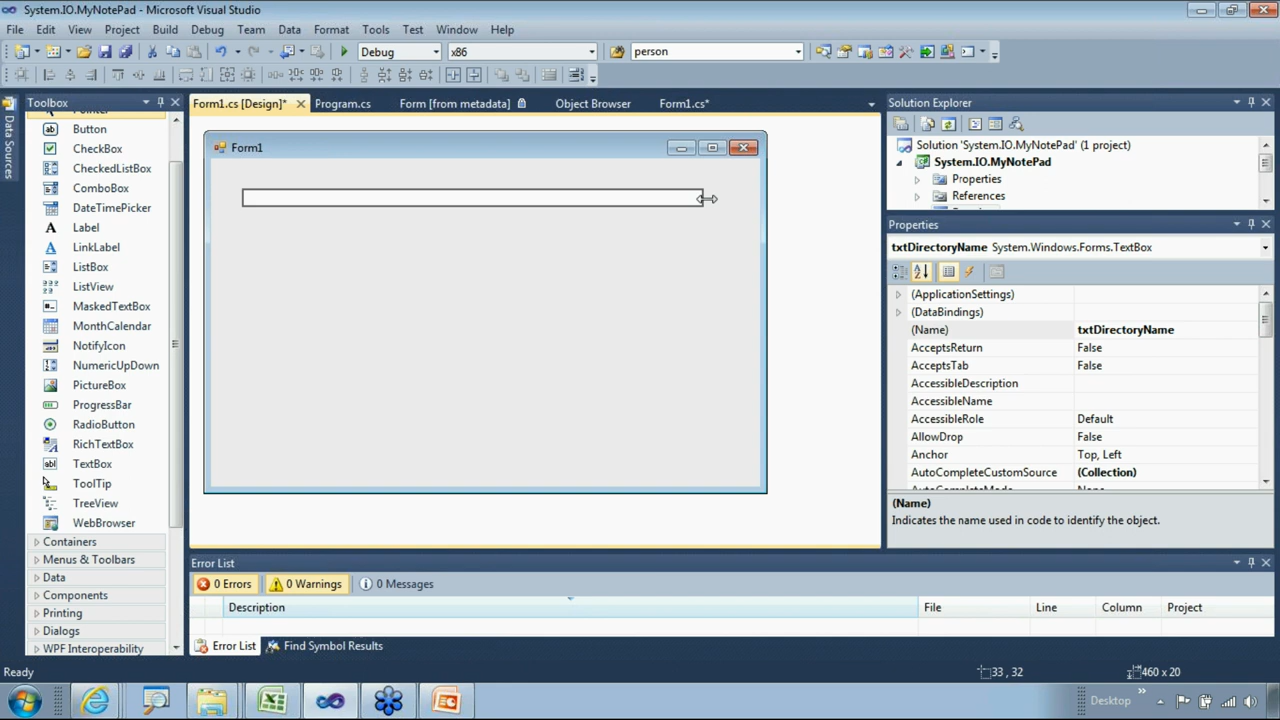 System.IO.MyNotePad - Microsoft Visual Studio
File Edit View Project Build Debug Team Data Format Tools Test Window Help
Debug x86 person
Toolbox
Form1.cs [Design]* Program.cs Form [from metadata] Object Browser Form1.cs*
Solution Explorer
Data Sources
Pointer
Button
CheckBox
CheckedListBox
ComboBox
DateTimePicker
Label
LinkLabel
ListBox
ListView
MaskedTextBox
MonthCalendar
NotifyIcon
NumericUpDown
PictureBox
ProgressBar
RadioButton
RichTextBox
TextBox
ToolTip
TreeView
WebBrowser
Containers
Menus & Toolbars
Data
Components
Printing
Dialogs
WPF Interoperability
Form1
Solution 'System.IO.MyNotePad' (1 project)
System.IO.MyNotePad
Properties
References
Properties
txtDirectoryName System.Windows.Forms.TextBox
(ApplicationSettings)
(DataBindings)
(Name) txtDirectoryName
AcceptsReturn False
AcceptsTab False
AccessibleDescription
AccessibleName
AccessibleRole Default
AllowDrop False
Anchor Top, Left
AutoCompleteCustomSource (Collection)
AutoCompleteMode None
(Name)
Indicates the name used in code to identify the object.
Error List
0 Errors 0 Warnings 0 Messages
Description File Line Column Project
Error List Find Symbol Results
Ready 33 , 32 460 x 20
Desktop